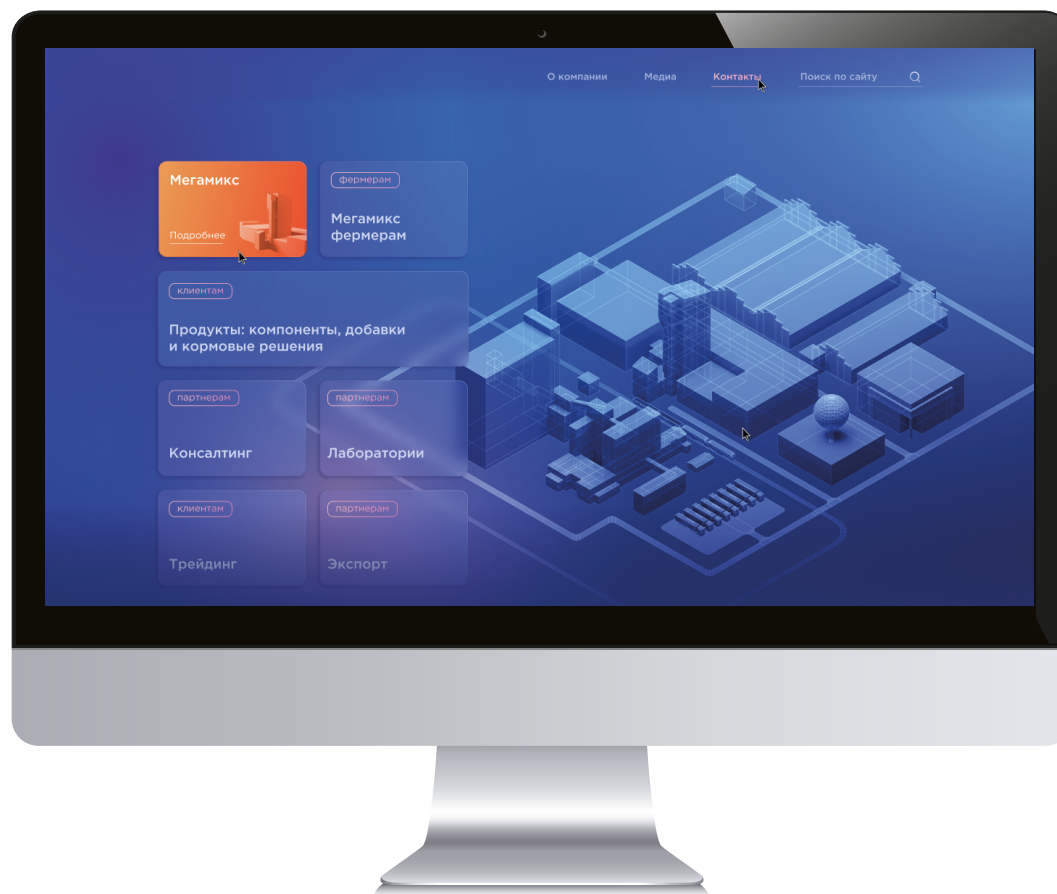 О компании
Медиа
Контакты
Поиск по сайту
Мегамикс
Подробнее
фермерам
Мегамикс
фермерам
клиентам
Продукты: компоненты, добавки
и кормовые решения
партнерам
Консалтинг
партнерам
Лаборатории
клиентам
Трейдинг
партнерам
Экспорт